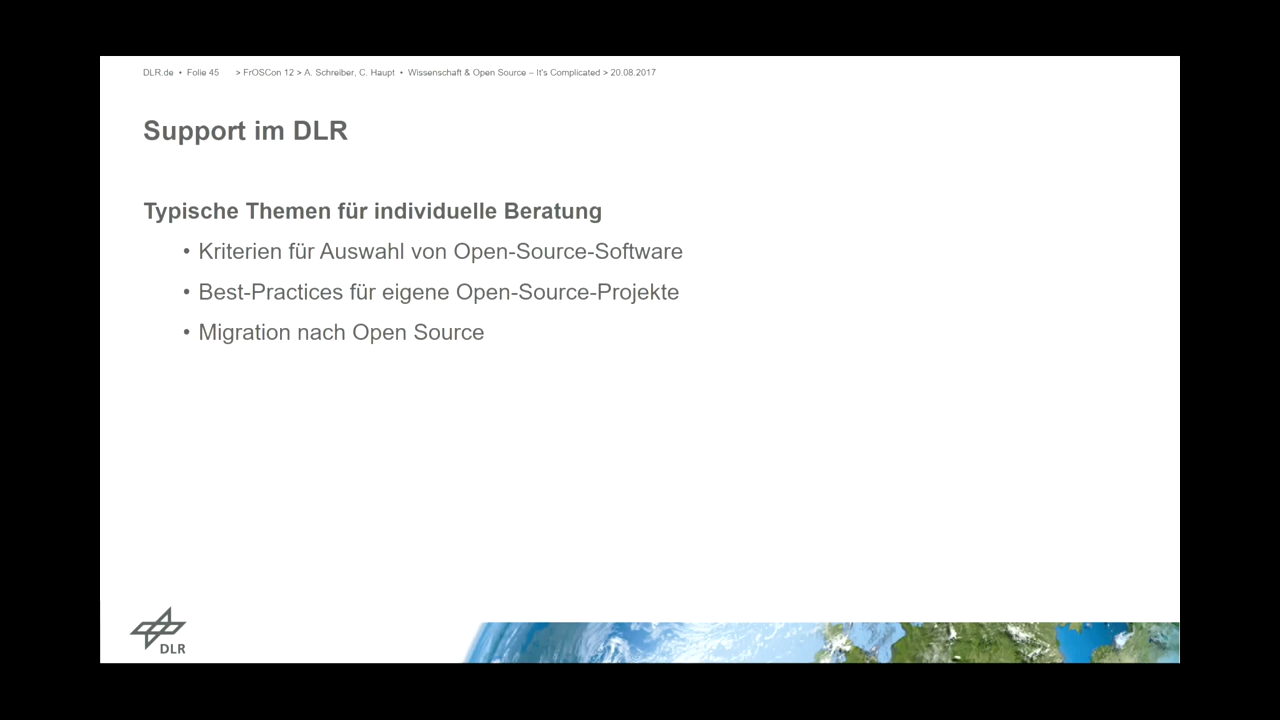 DLR.de • Folie 45 > FrOSCon 12 > A. Schreiber, C. Haupt • Wissenschaft & Open Source – It's Complicated > 20.08.2017
Support im DLR
Typische Themen für individuelle Beratung
• Kriterien für Auswahl von Open-Source-Software
• Best-Practices für eigene Open-Source-Projekte
• Migration nach Open Source
DLR